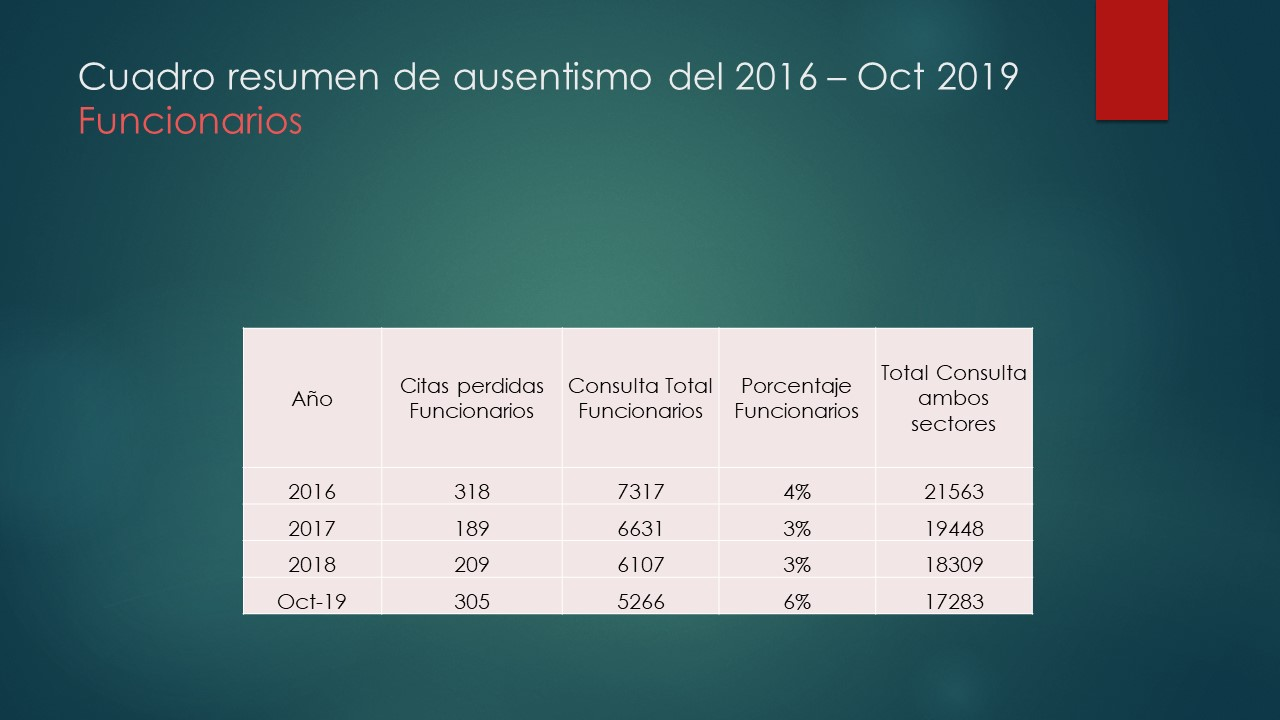 Cuadro resumen de ausentismo del 2016 – Oct 2019
Funcionarios
Año
Citas perdidas
Funcionarios
Consulta Total
Funcionarios
Porcentaje
Funcionarios
Total Consulta
ambos
sectores
2016 318 7317 4% 21563
2017 189 6631 3% 19448
2018 209 6107 3% 18309
Oct-19 305 5266 6% 17283